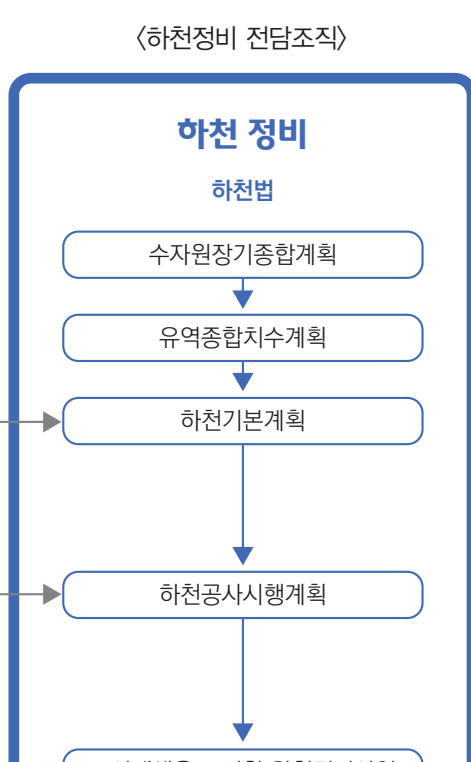 〈하천정비 전담조직〉
하천 정비
하천법
수자원장기종합계획
유역종합치수계획
하천기본계획
하천공사시행계획